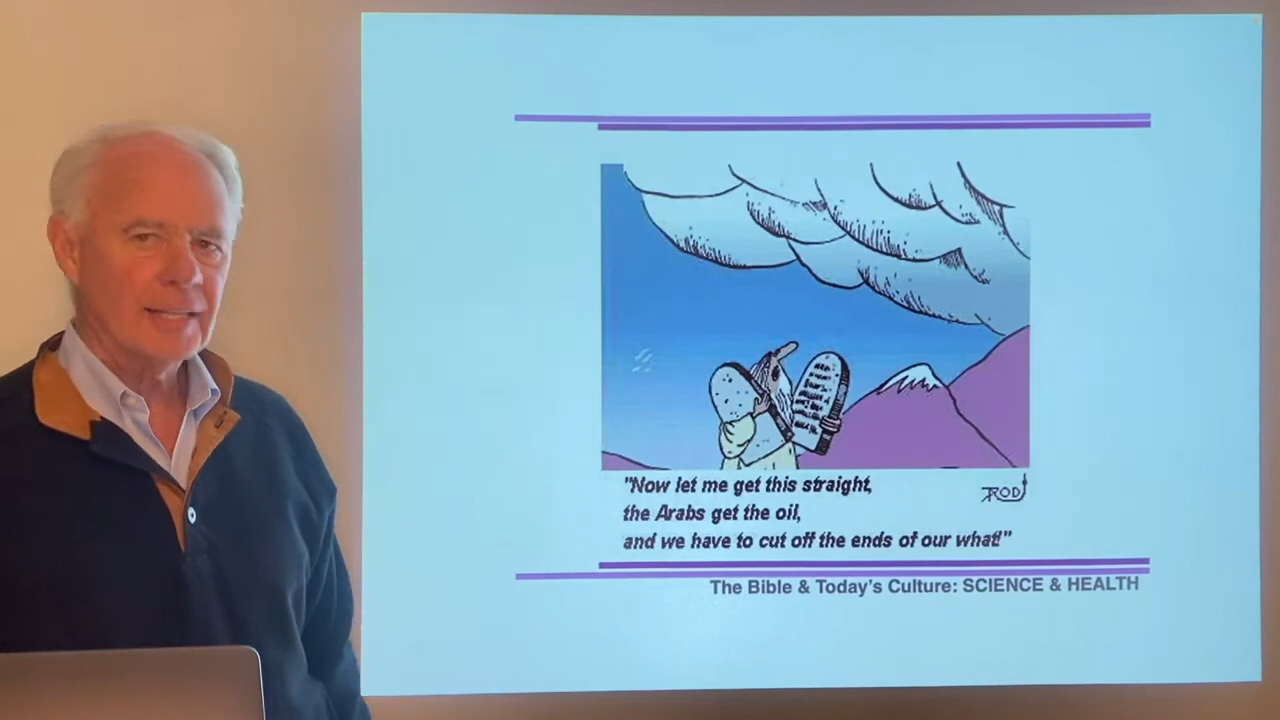 "Now let me get this straight,
the Arabs get the oil,
and we have to cut off the ends of our what!"
The Bible & Today's Culture: SCIENCE & HEALTH